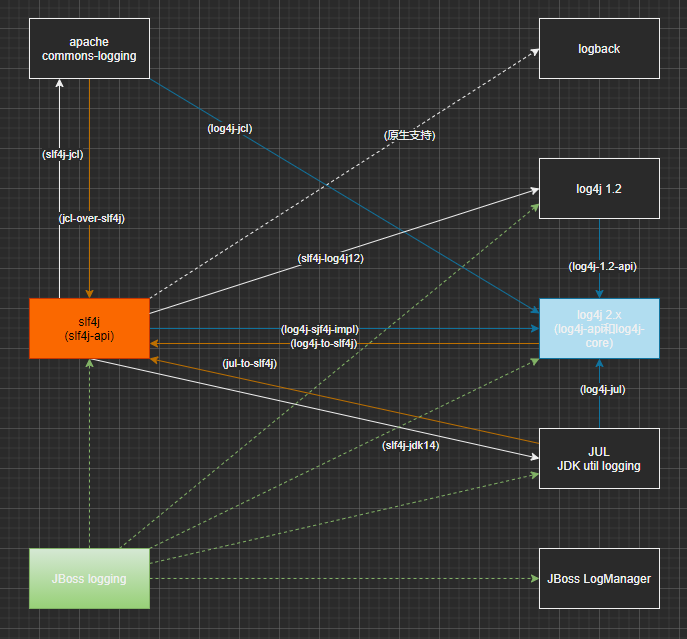 apache
commons-logging
logback
(log4j-jcl)
(原生支持)
(slf4j-jcl)
log4j 1.2
(jcl-over-slf4j)
(slf4j-log4j12)
(log4j-1.2-api)
slf4j
(slf4j-api)
(log4j-sjf4j-impl)
(log4j-to-slf4j)
log4j 2.x
(log4j-api和log4j-
core)
(jul-to-slf4j)
(log4j-jul)
(slf4j-jdk14)
JUL
JDK util logging
JBoss logging
JBoss LogManager